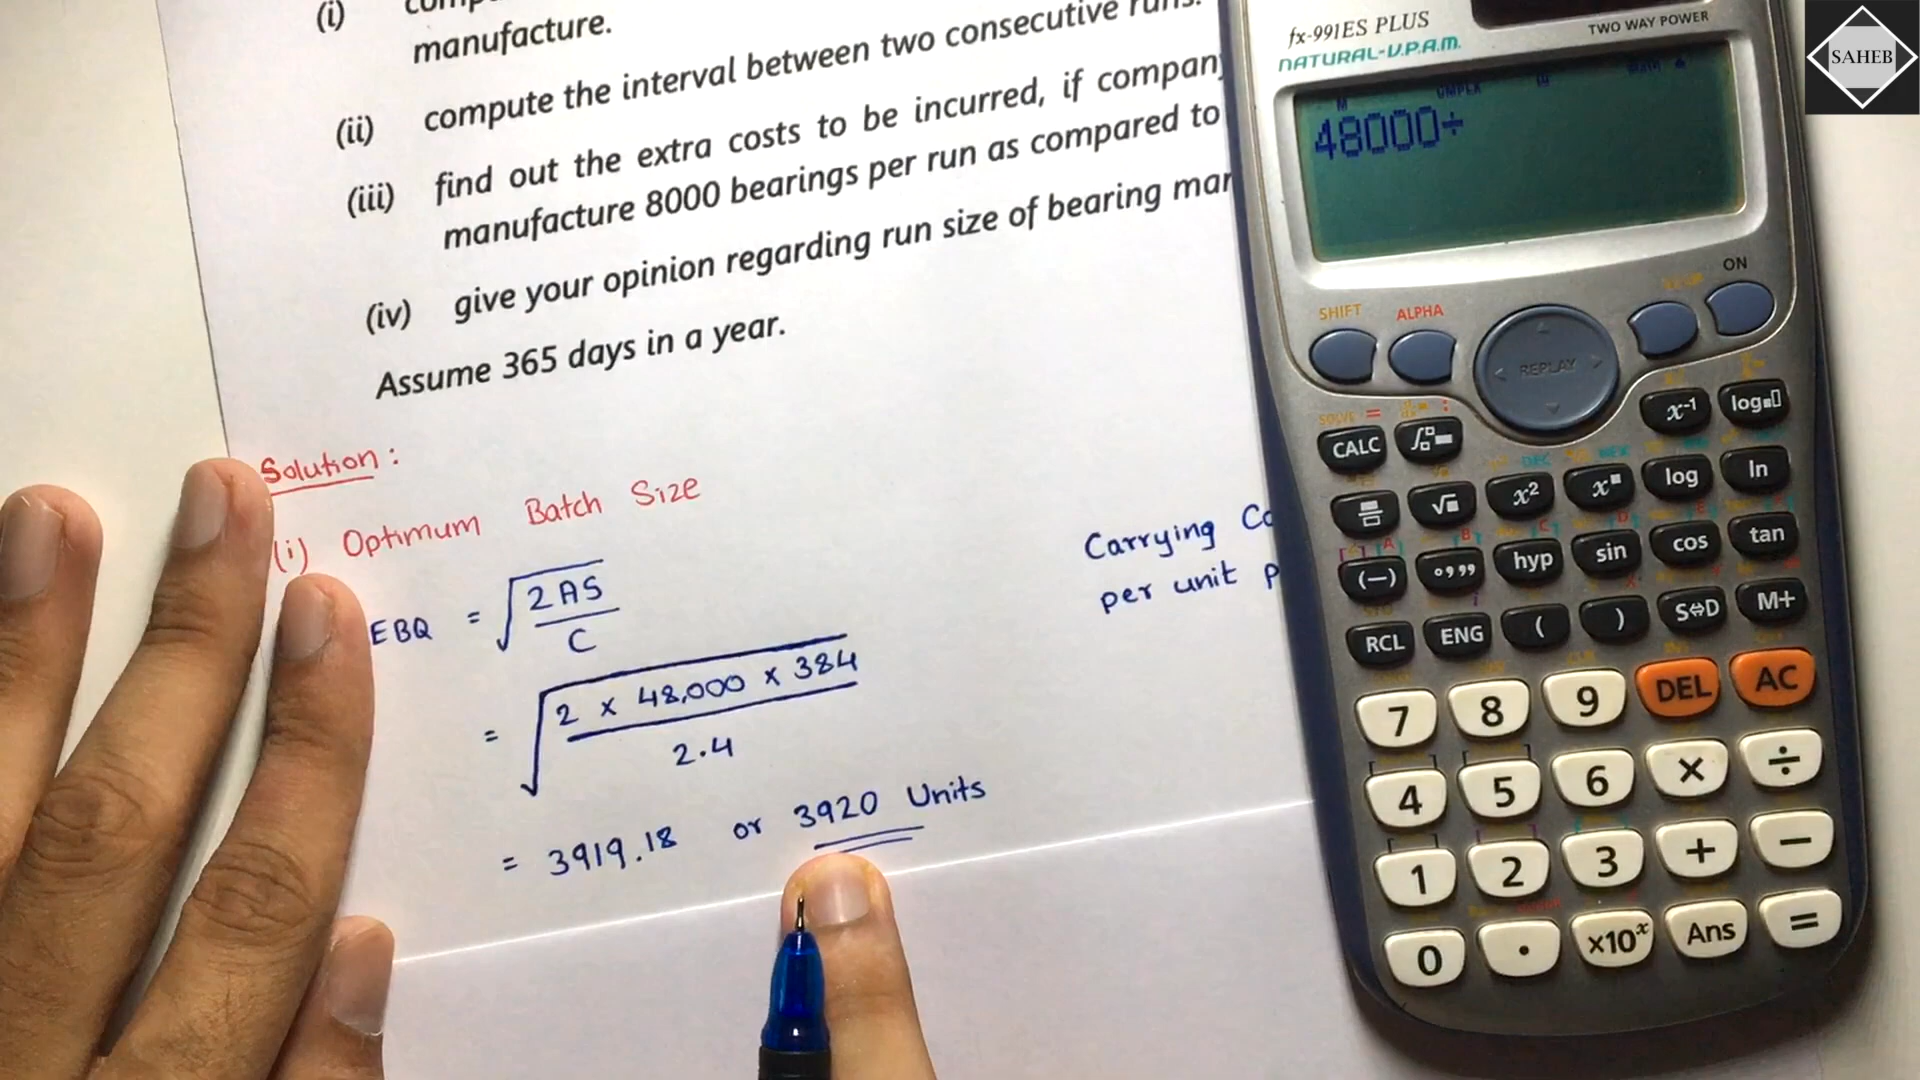 (i)
manufacture.
(ii) compute the interval between two consecutive runs.
(iii) find out the extra costs to be incurred, if company
manufacture 8000 bearings per run as compared to
(iv) give your opinion regarding run size of bearing
Assume 365 days in a year.
Solution:
(i) Optimum Batch Size
EBQ = √2AS
C
= √2 × 48,000 × 384
2.4
= 3919.18 or 3920 Units
Carrying
per unit
fx-991ES PLUS
NATURAL-V.P.A.M.
TWO WAY POWER
48000÷
SAHEB
SHIFT ALPHA ON
REPLAY
CALC x⁻¹ log
√ x² x log ln
(−) hyp sin cos tan
RCL ENG ( ) S⇔D M+
7 8 9 DEL AC
4 5 6 × ÷
1 2 3 + −
0 . ×10ˣ Ans =